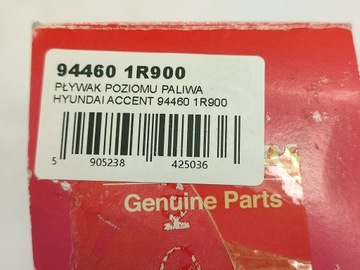 94460 1R900
PŁYWAK POZIOMU PALIWA
HYUNDAI ACCENT 94460 1R900
5 905238 425036
Genuine Parts